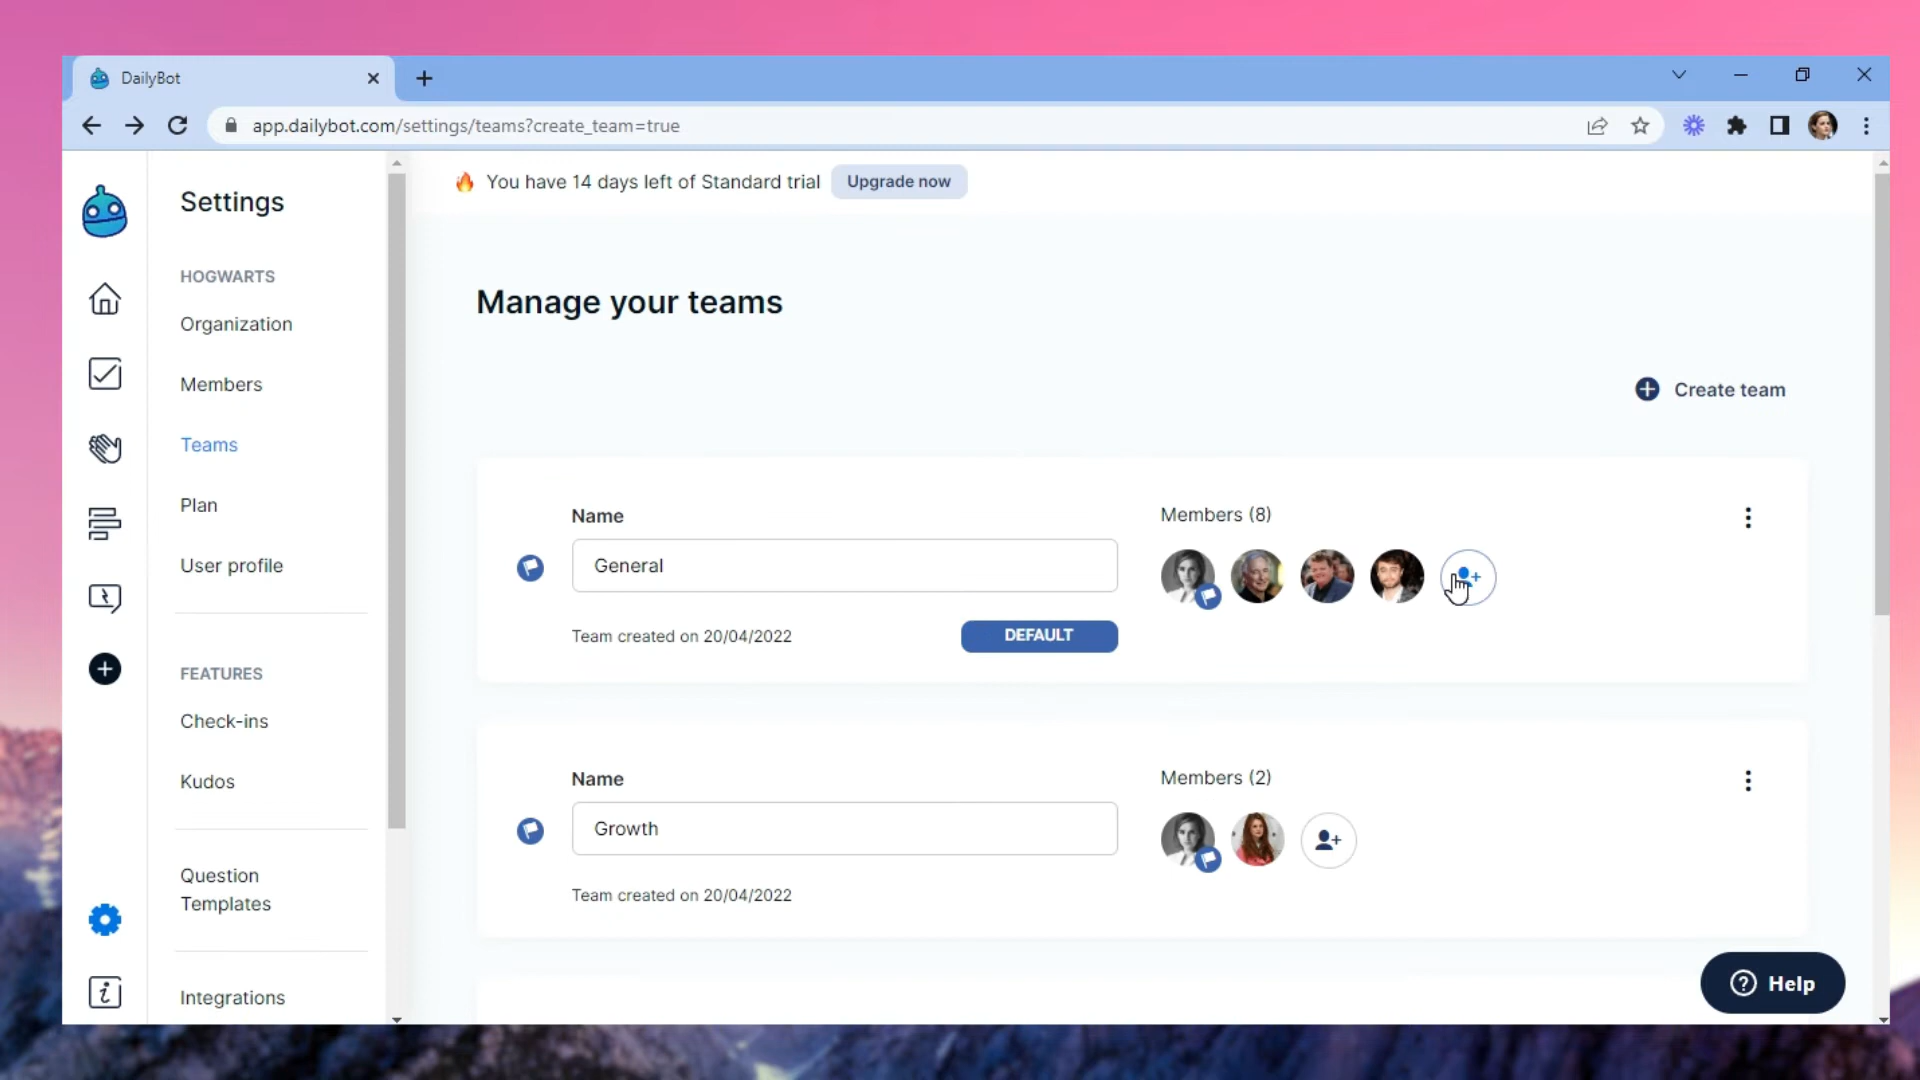 DailyBot
app.dailybot.com/settings/teams?create_team=true
Settings
You have 14 days left of Standard trial
Upgrade now
HOGWARTS
Organization
Members
Teams
Plan
User profile
FEATURES
Check-ins
Kudos
Question
Templates
Integrations
Manage your teams
Create team
Name
Members (8)
General
Team created on 20/04/2022
DEFAULT
Name
Members (2)
Growth
Team created on 20/04/2022
Help